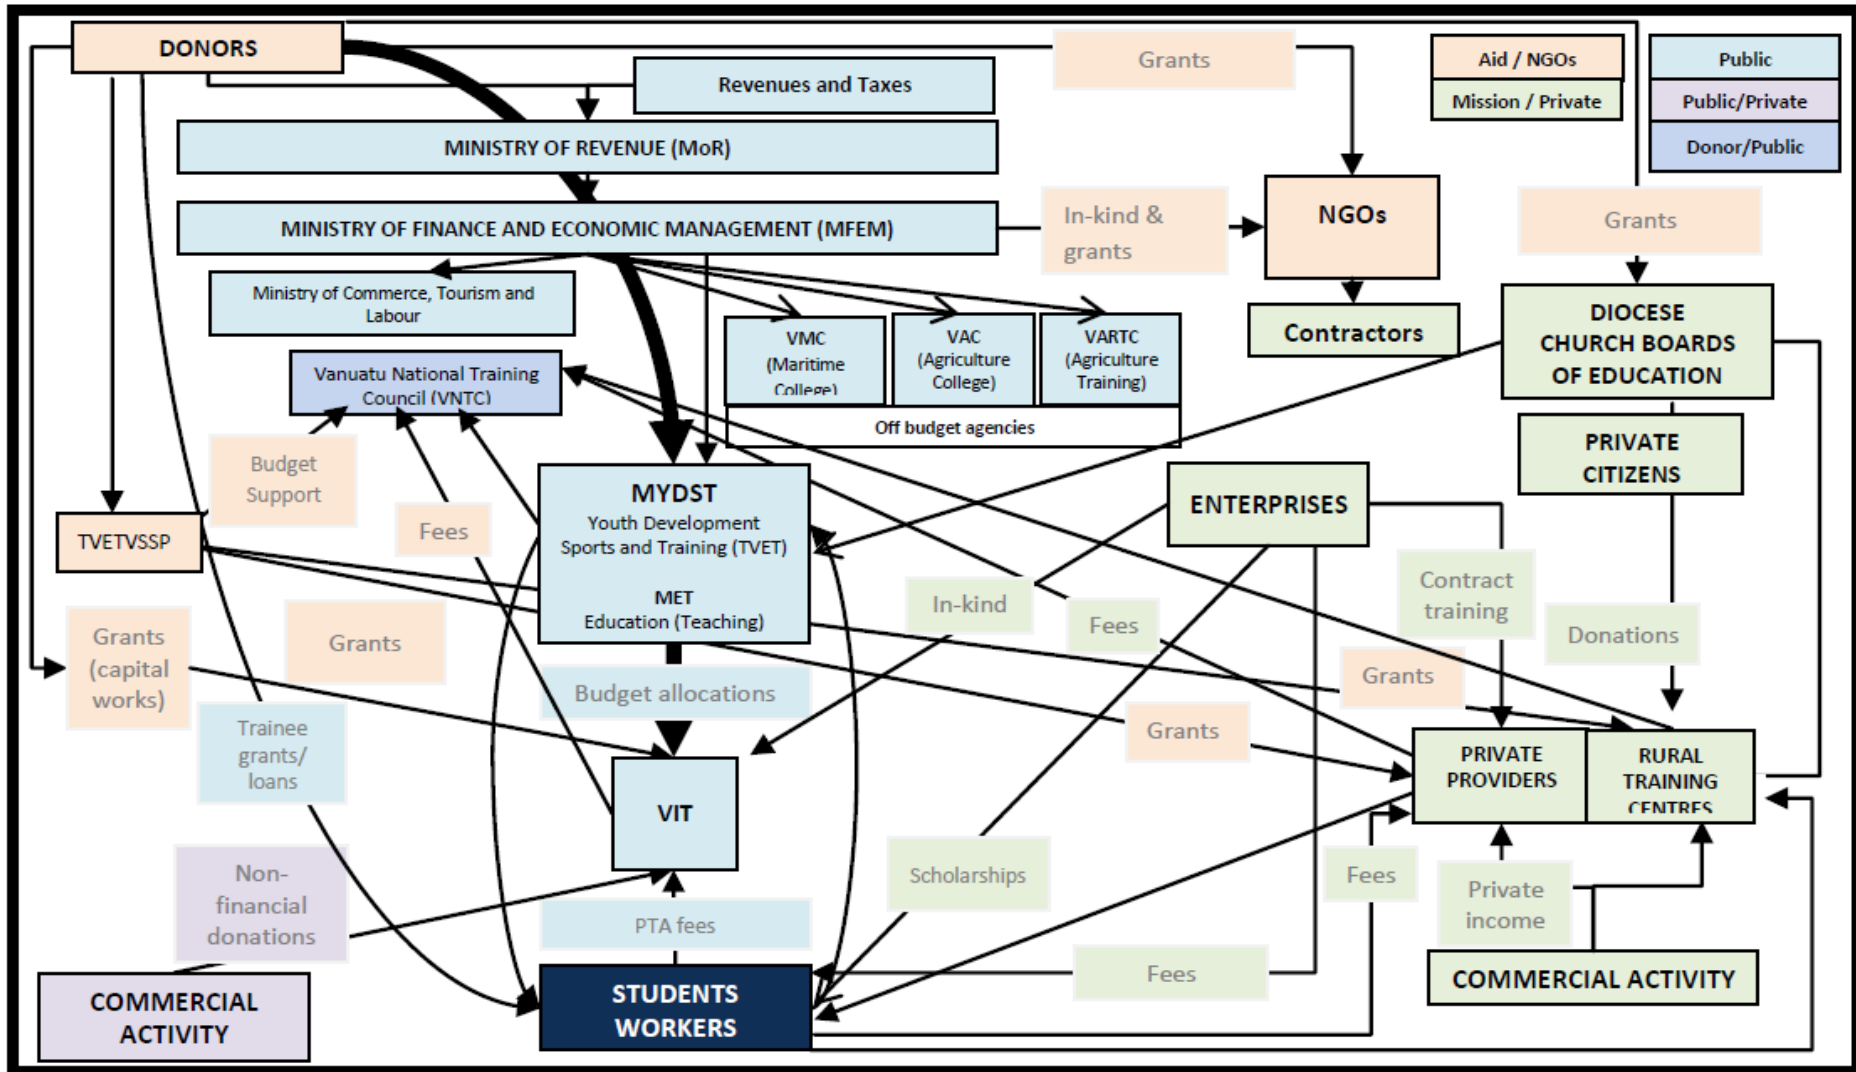 DONORS
Grants
Aid / NGOs
Mission / Private
Public
Public/Private
Donor/Public
Revenues and Taxes
MINISTRY OF REVENUE (MoR)
MINISTRY OF FINANCE AND ECONOMIC MANAGEMENT (MFEM)
In-kind &
grants
NGOs
Grants
Ministry of Commerce, Tourism and
Labour
VMC
(Maritime
College)
VAC
(Agriculture
College)
VARTC
(Agriculture
Training)
Off budget agencies
Contractors
DIOCESE
CHURCH BOARDS
OF EDUCATION
Vanuatu National Training
Council (VNTC)
PRIVATE
CITIZENS
Budget
Support
Fees
TVETVSSP
MYDST
Youth Development
Sports and Training (TVET)
MET
Education (Teaching)
ENTERPRISES
In-kind
Fees
Contract
training
Donations
Grants
(capital
works)
Grants
Budget allocations
Grants
Grants
Trainee
grants/
loans
VIT
PRIVATE
PROVIDERS
RURAL
TRAINING
CENTRES
Non-
financial
donations
PTA fees
Scholarships
Fees
Private
income
COMMERCIAL
ACTIVITY
STUDENTS
WORKERS
Fees
COMMERCIAL ACTIVITY